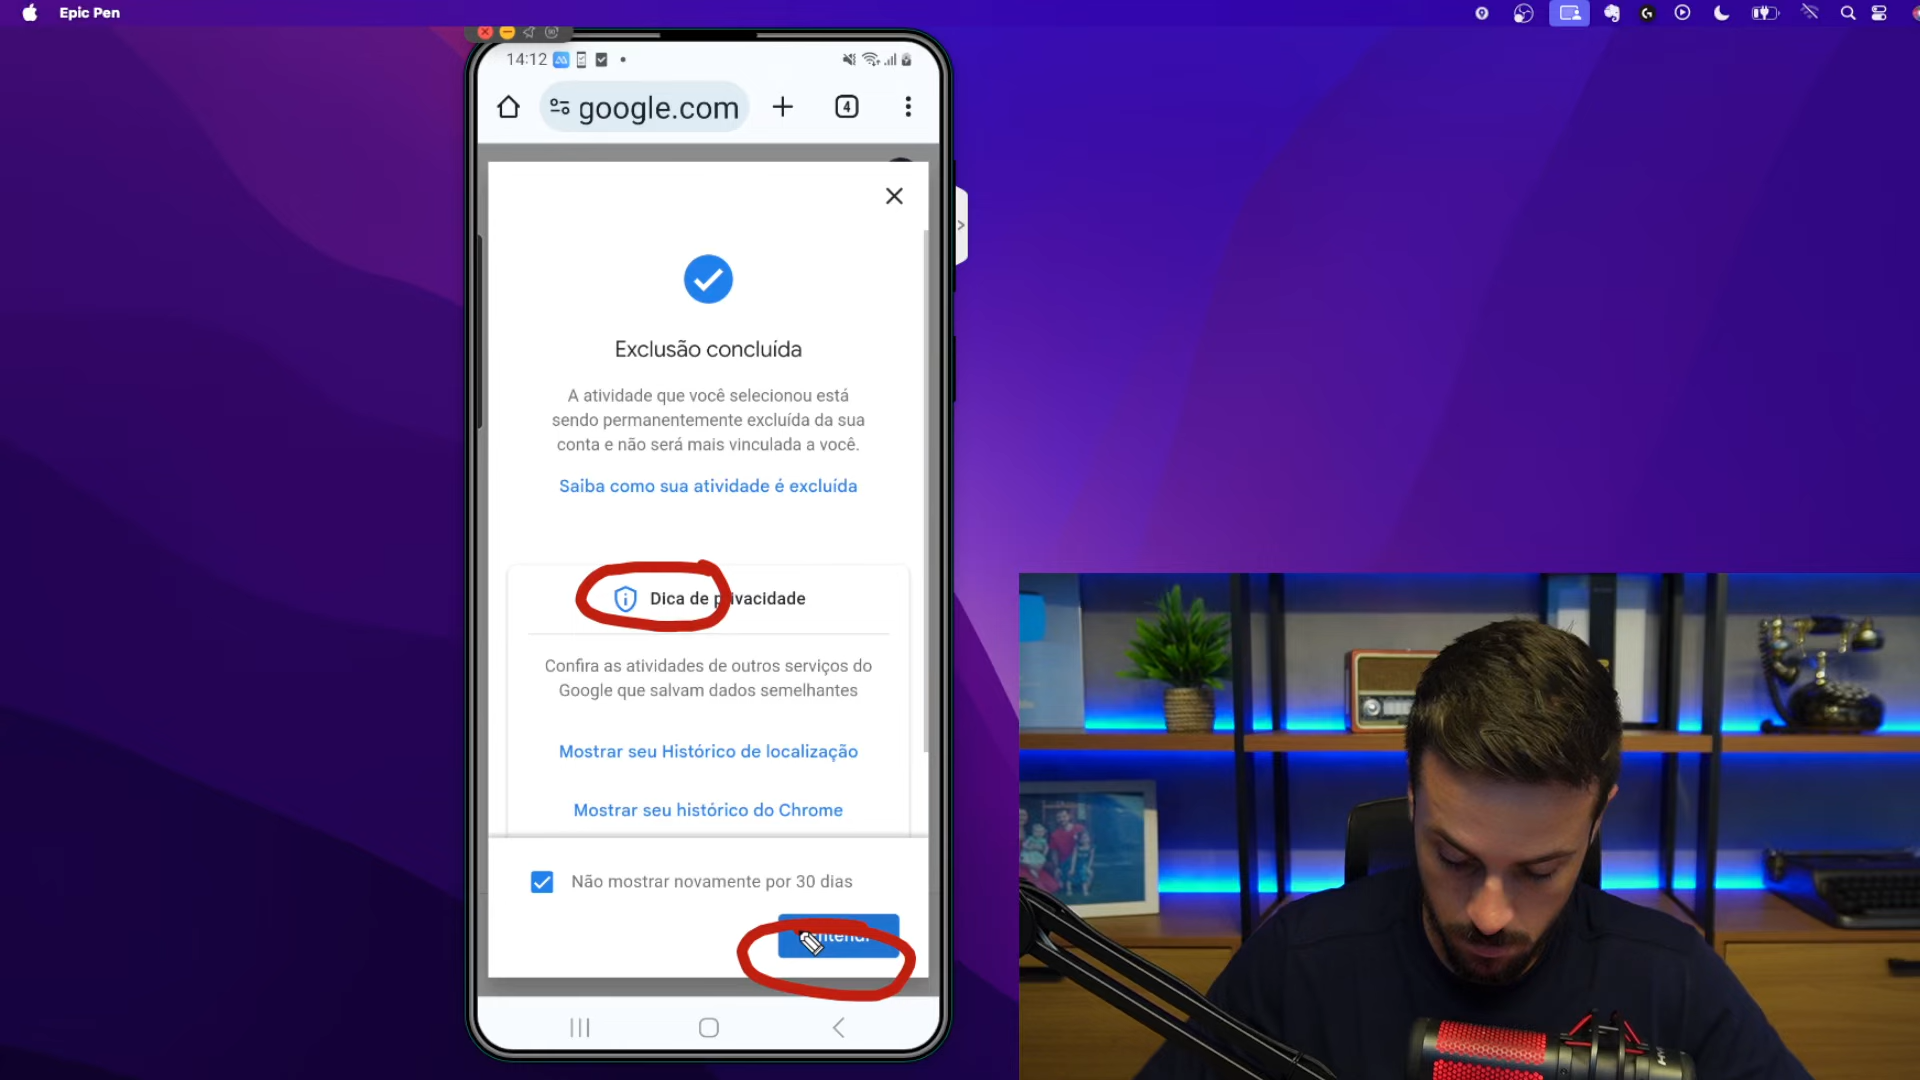 Epic Pen
14:12
google.com
4
Exclusão concluída
A atividade que você selecionou está
sendo permanentemente excluída da sua
conta e não será mais vinculada a você.
Saiba como sua atividade é excluída
Dica de privacidade
Confira as atividades de outros serviços do
Google que salvam dados semelhantes
Mostrar seu Histórico de localização
Mostrar seu histórico do Chrome
Não mostrar novamente por 30 dias